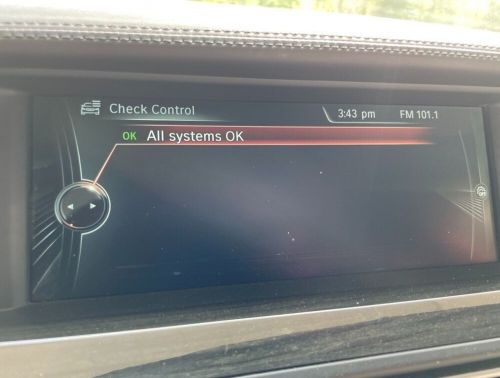 Check Control
3:43 pm
FM 101.1
OK All systems OK